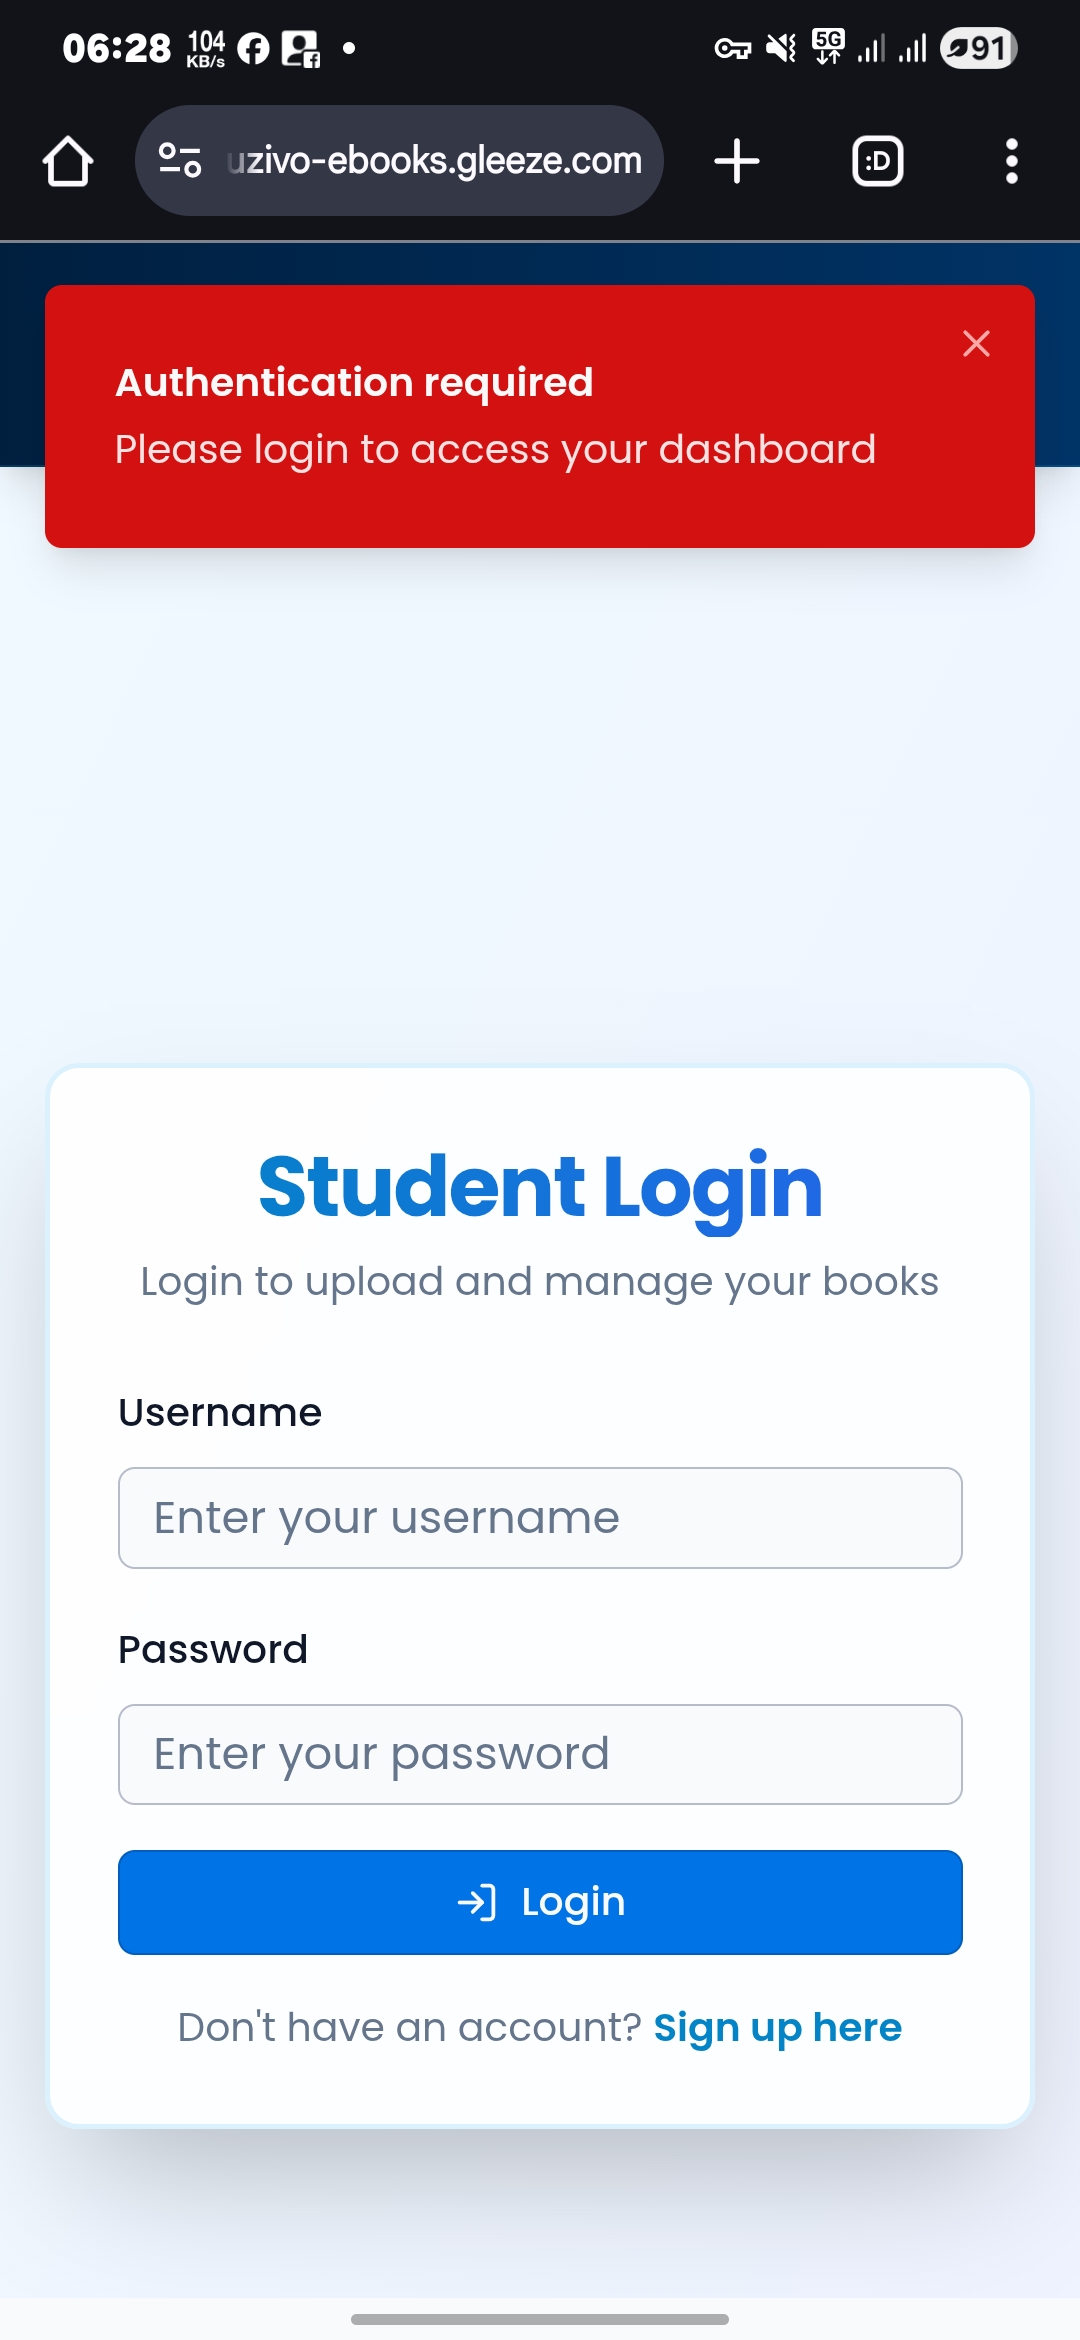 06:28 104 KB/s 5G 91
uzivo-ebooks.gleeze.com :D
Authentication required
Please login to access your dashboard
Student Login
Login to upload and manage your books
Username
Enter your username
Password
Enter your password
Login
Don't have an account? Sign up here